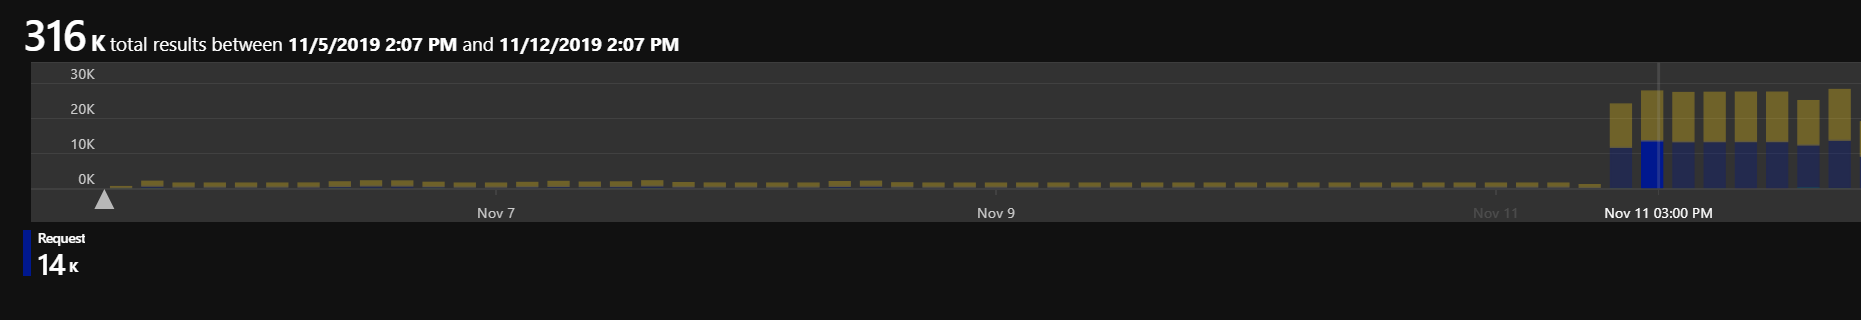 316 K total results between 11/5/2019 2:07 PM and 11/12/2019 2:07 PM
30K
20K
10K
0K
Nov 7 Nov 9 Nov 11 Nov 11 03:00 PM
Request
14 K